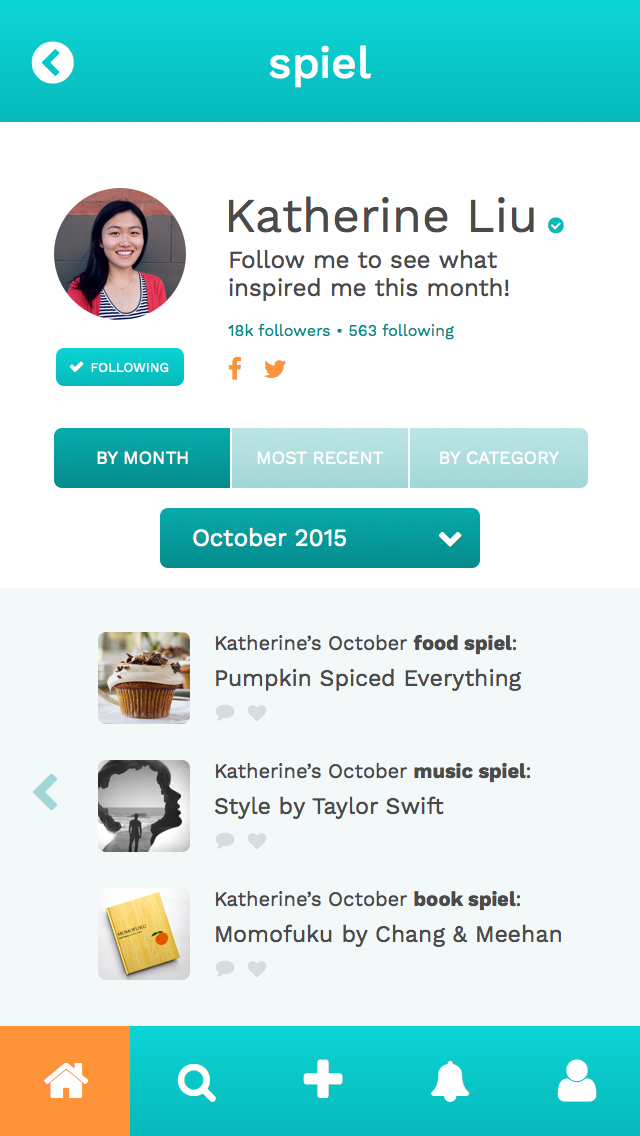 spiel
Katherine Liu
Follow me to see what
inspired me this month!
18k followers • 563 following
FOLLOWING
BY MONTH
MOST RECENT
BY CATEGORY
October 2015
Katherine’s October food spiel:
Pumpkin Spiced Everything
Katherine’s October music spiel:
Style by Taylor Swift
MOMOFUKU
Katherine’s October book spiel:
Momofuku by Chang & Meehan